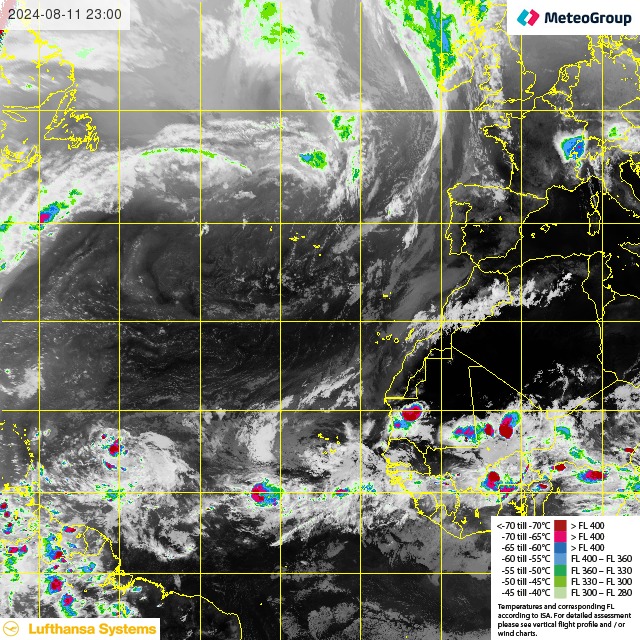 2024-08-11 23:00
MeteoGroup
<-70 till -70°C > FL 400
-70 till -65°C > FL 400
-65 till -60°C > FL 400
-60 till -55°C FL 400 – FL 360
-55 till -50°C FL 360 – FL 330
-50 till -45°C FL 330 – FL 300
-45 till -40°C FL 300 – FL 280
Temperatures and corresponding FL
according to ISA. For detailed assessment
please see vertical flight profile and / or
wind charts.
Lufthansa Systems